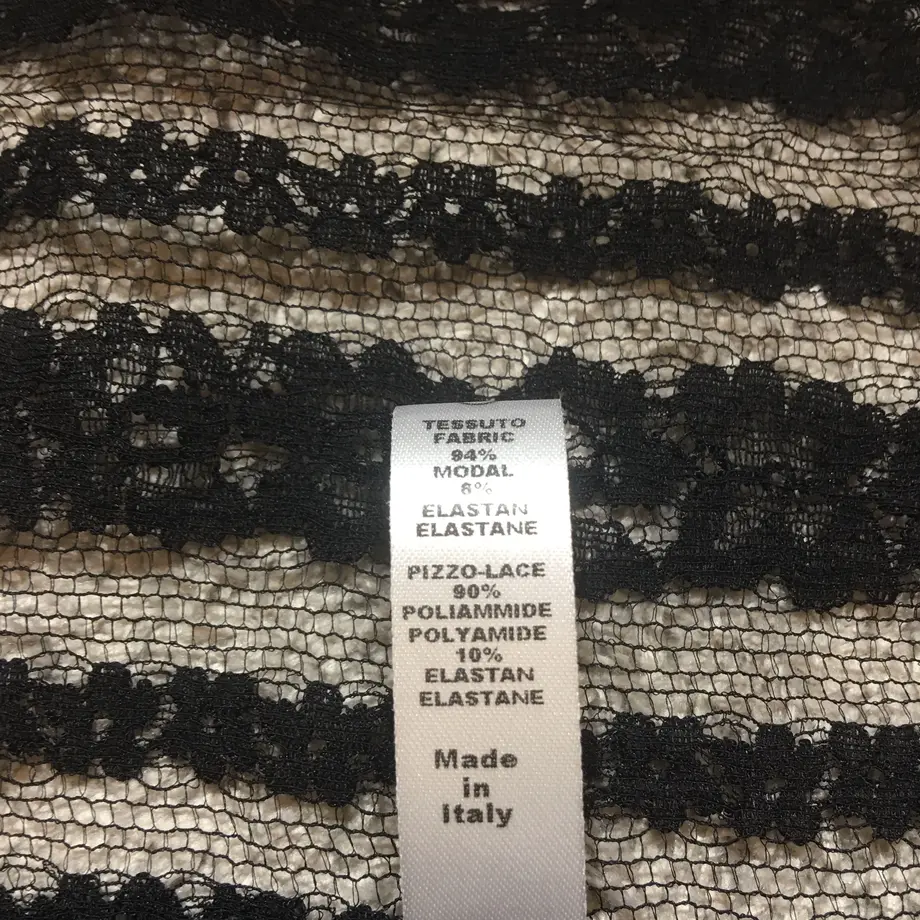 TESSUTO
FABRIC
94%
MODAL
6%
ELASTAN
ELASTANE
PIZZO-LACE
90%
POLIAMMIDE
POLYAMIDE
10%
ELASTAN
ELASTANE
Made
in
Italy